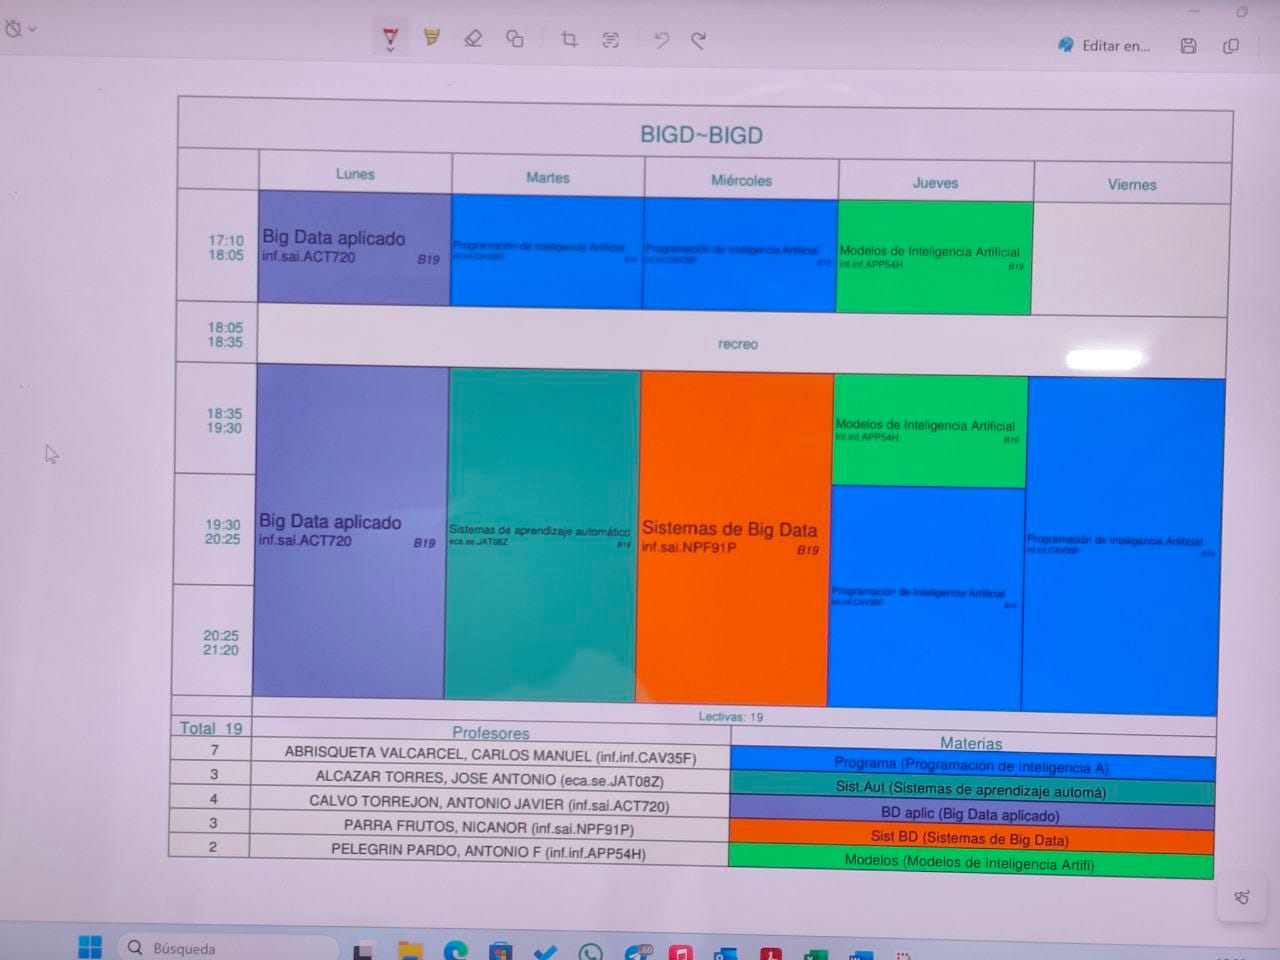 Editar en...
BIGD~BIGD
Lunes
Martes
Miércoles
Jueves
Viernes
17:10
18:05
Big Data aplicado
inf.sai.ACT720
B19
Programación de Inteligencia Artificial
inf.inf.CAV35F
B19
Programación de Inteligencia Artificial
inf.inf.CAV35F
B19
Modelos de Inteligencia Artificial
inf.inf.APP54H
B19
18:05
18:35
recreo
18:35
19:30
Modelos de Inteligencia Artificial
inf.inf.APP54H
B19
19:30
20:25
Big Data aplicado
inf.sai.ACT720
B19
Sistemas de aprendizaje automático
eca.se.JAT08Z
B19
Sistemas de Big Data
inf.sai.NPF91P
B19
Programación de Inteligencia Artificial
inf.inf.CAV35F
B19
Programación de Inteligencia Artificial
inf.inf.CAV35F
B19
20:25
21:20
Lectivas: 19
Total 19
Profesores
Materias
7
ABRISQUETA VALCARCEL, CARLOS MANUEL (inf.inf.CAV35F)
Programa (Programación de Inteligencia A)
3
ALCAZAR TORRES, JOSE ANTONIO (eca.se.JAT08Z)
Sist.Aut (Sistemas de aprendizaje automá)
4
CALVO TORREJON, ANTONIO JAVIER (inf.sai.ACT720)
BD aplic (Big Data aplicado)
3
PARRA FRUTOS, NICANOR (inf.sai.NPF91P)
Sist BD (Sistemas de Big Data)
2
PELEGRIN PARDO, ANTONIO F (inf.inf.APP54H)
Modelos (Modelos de Inteligencia Artifi)
Búsqueda